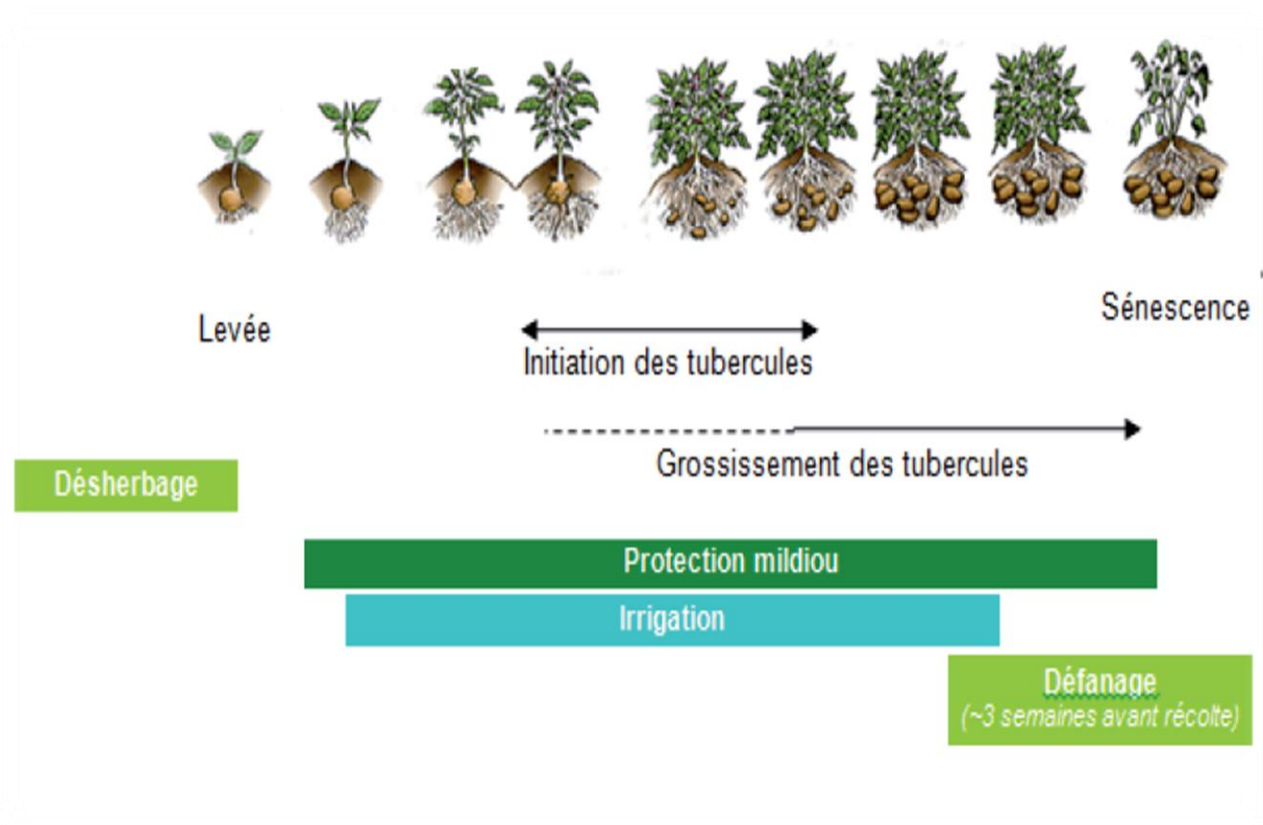 Levée
Sénescence
Initiation des tubercules
Grossissement des tubercules
Désherbage
Protection mildiou
Irrigation
Défanage
(~3 semaines avant récolte)